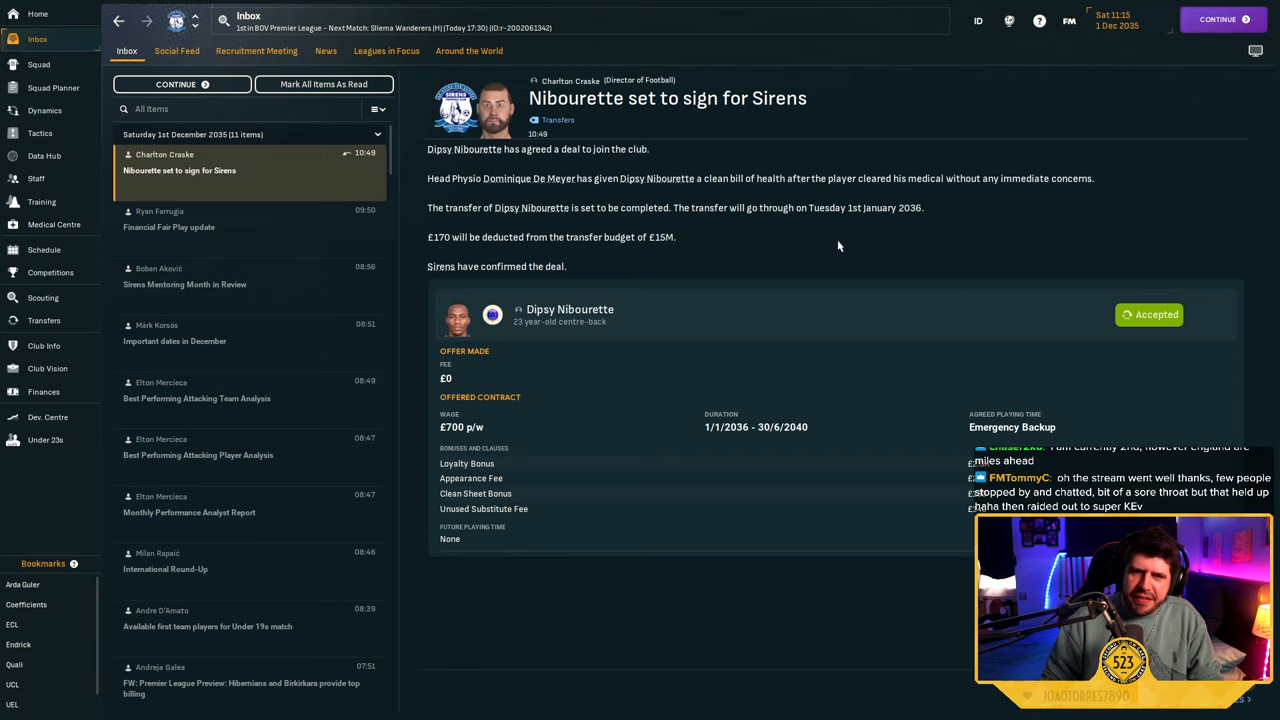 Home
Inbox
Squad
Squad Planner
Dynamics
Tactics
Data Hub
Staff
Training
Medical Centre
Schedule
Competitions
Scouting
Transfers
Club Info
Club Vision
Finances
Dev. Centre
Under 23s
Bookmarks ?
Arda Guler
Coefficients
ECL
Endrick
Quali
UCL
UEL
Inbox
1st in BOV Premier League - Next Match: Sliema Wanderers (H) (Today 17:30) (ID:r-2002061342)
ID
?
FM
Sat 11:15
1 Dec 2035
CONTINUE
Inbox
Social Feed
Recruitment Meeting
News
Leagues in Focus
Around the World
CONTINUE
Mark All Items As Read
All Items
Saturday 1st December 2035 (11 items)
Charlton Craske 10:49
Nibourette set to sign for Sirens
Ryan Farrugia 09:50
Financial Fair Play update
Boban Aković 08:56
Sirens Mentoring Month in Review
Márk Korsós 08:51
Important dates in December
Elton Mercieca 08:49
Best Performing Attacking Team Analysis
Elton Mercieca 08:47
Best Performing Attacking Player Analysis
Elton Mercieca 08:47
Monthly Performance Analyst Report
Milan Rapaić 08:46
International Round-Up
Andre D'Amato 08:39
Available first team players for Under 19s match
Andreja Galea 07:51
FW: Premier League Preview: Hibernians and Birkirkara provide top
billing
SIRENS
Charlton Craske (Director of Football)
Nibourette set to sign for Sirens
Transfers
10:49
Dipsy Nibourette has agreed a deal to join the club.
Head Physio Dominique De Meyer has given Dipsy Nibourette a clean bill of health after the player cleared his medical without any immediate concerns.
The transfer of Dipsy Nibourette is set to be completed. The transfer will go through on Tuesday 1st January 2036.
£170 will be deducted from the transfer budget of £15M.
Sirens have confirmed the deal.
Dipsy Nibourette
23 year-old centre-back
Accepted
OFFER MADE
FEE
£0
OFFERED CONTRACT
WAGE
£700 p/w
DURATION
1/1/2036 - 30/6/2040
AGREED PLAYING TIME
Emergency Backup
BONUSES AND CLAUSES
Loyalty Bonus
Appearance Fee
Clean Sheet Bonus
Unused Substitute Fee
FUTURE PLAYING TIME
None
I am currently 2nd, however england are
miles ahead
FMTommyC: oh the stream went well thanks, few people
stopped by and chatted, bit of a sore throat but that held up
haha then raided out to super KEv
523
JOAOTORRES7890